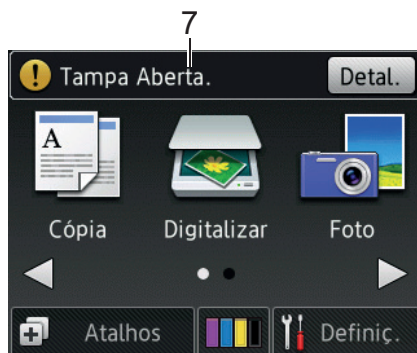 7
Tampa Aberta.
Detal.
A
Cópia
Digitalizar
Foto
Atalhos
Definiç.